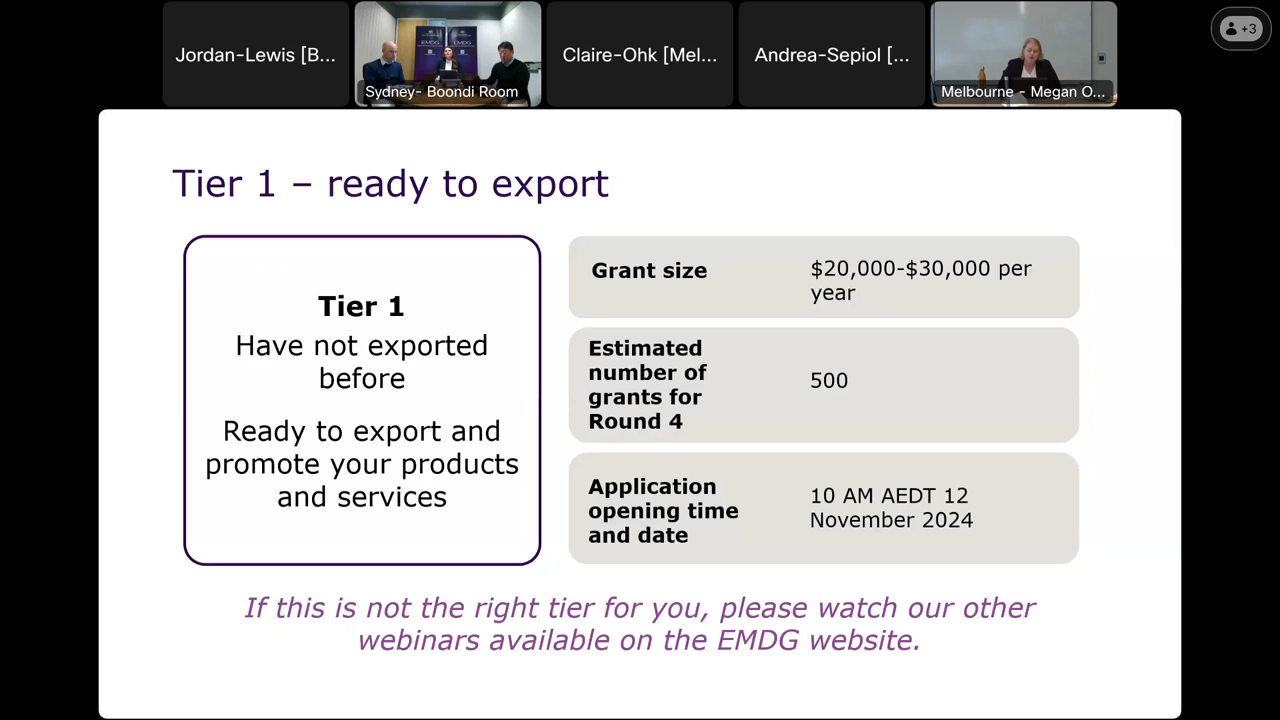 Jordan-Lewis [B...
EMDG
Sydney- Boondi Room
Claire-Ohk [Mel...
Andrea-Sepiol [...
Melbourne - Megan O...
+3
Tier 1 – ready to export
Tier 1
Have not exported
before
Ready to export and
promote your products
and services
Grant size
$20,000-$30,000 per
year
Estimated
number of
grants for
Round 4
500
Application
opening time
and date
10 AM AEDT 12
November 2024
If this is not the right tier for you, please watch our other
webinars available on the EMDG website.